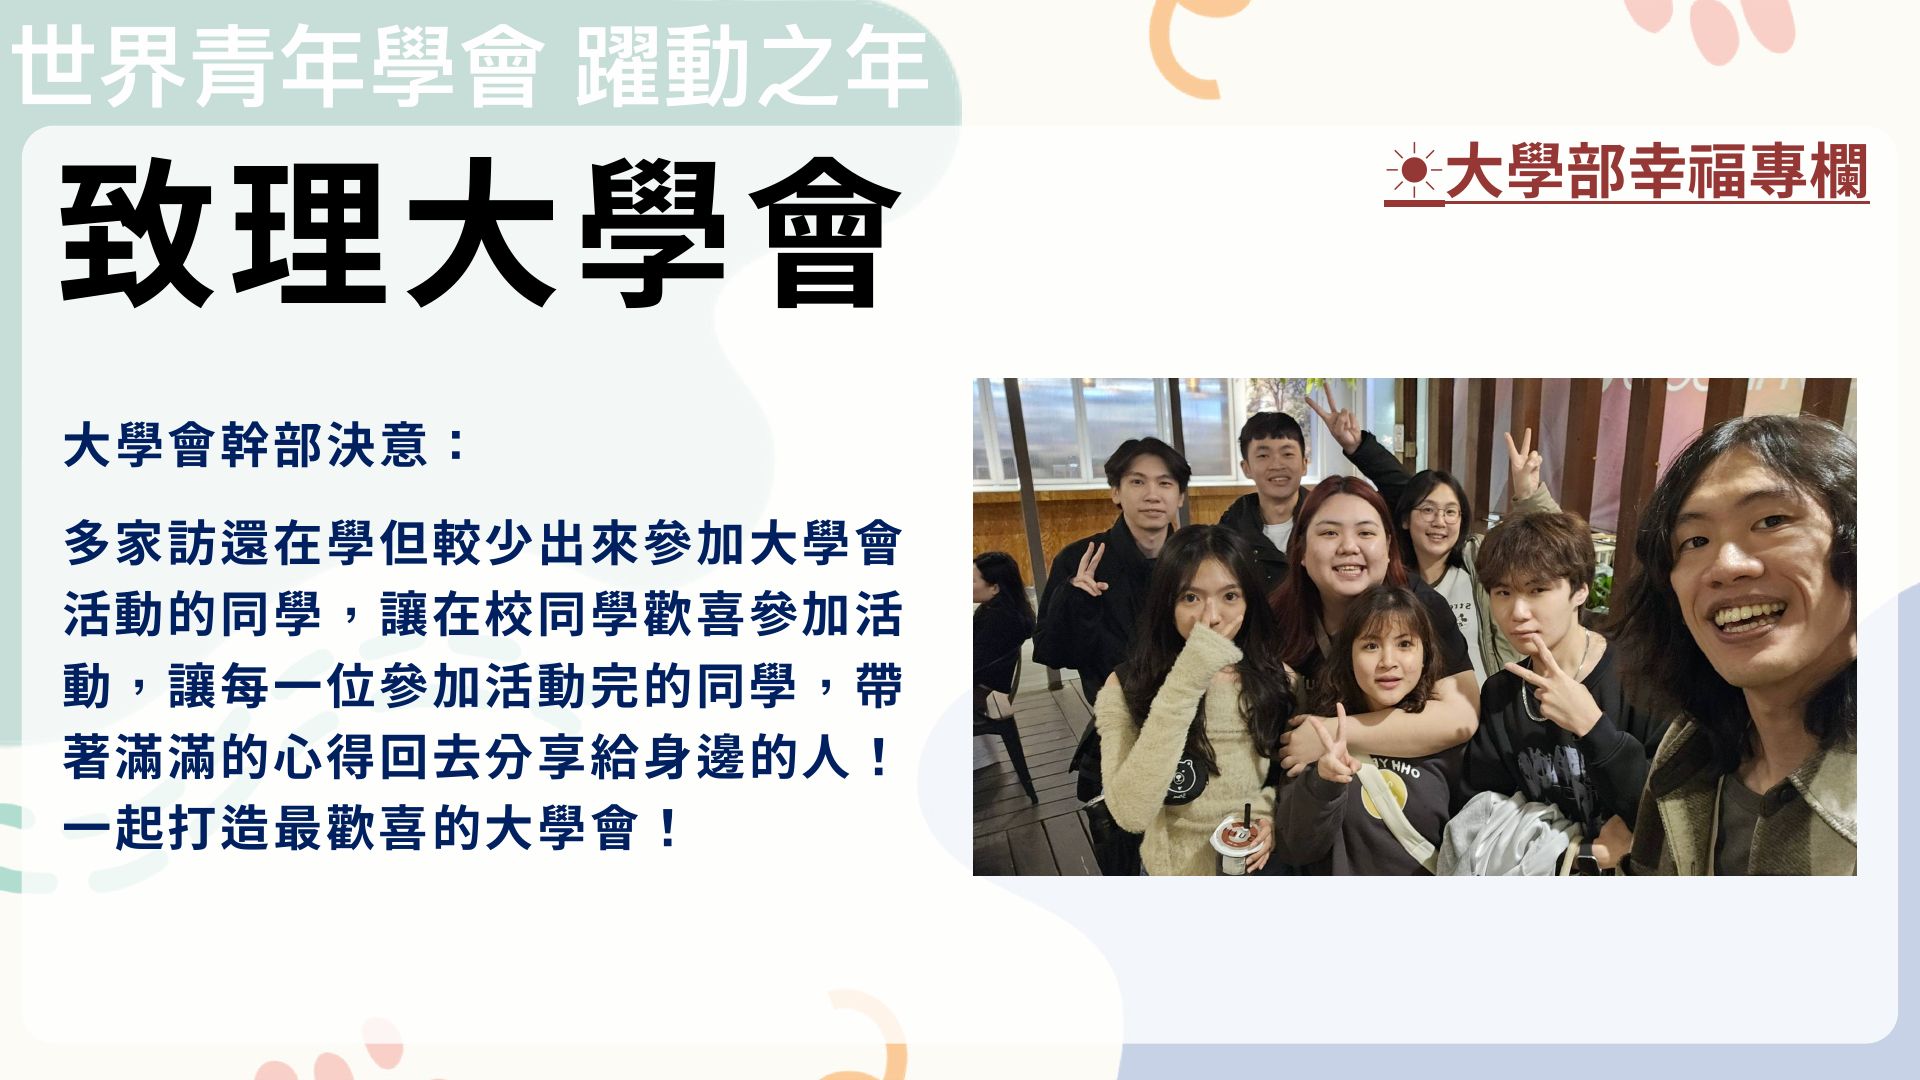 世界青年學會 躍動之年
致理大學會
☀大學部幸福專欄
大學會幹部決意：
多家訪還在學但較少出來參加大學會
活動的同學，讓在校同學歡喜參加活
動，讓每一位參加活動完的同學，帶
著滿滿的心得回去分享給身邊的人！
一起打造最歡喜的大學會！